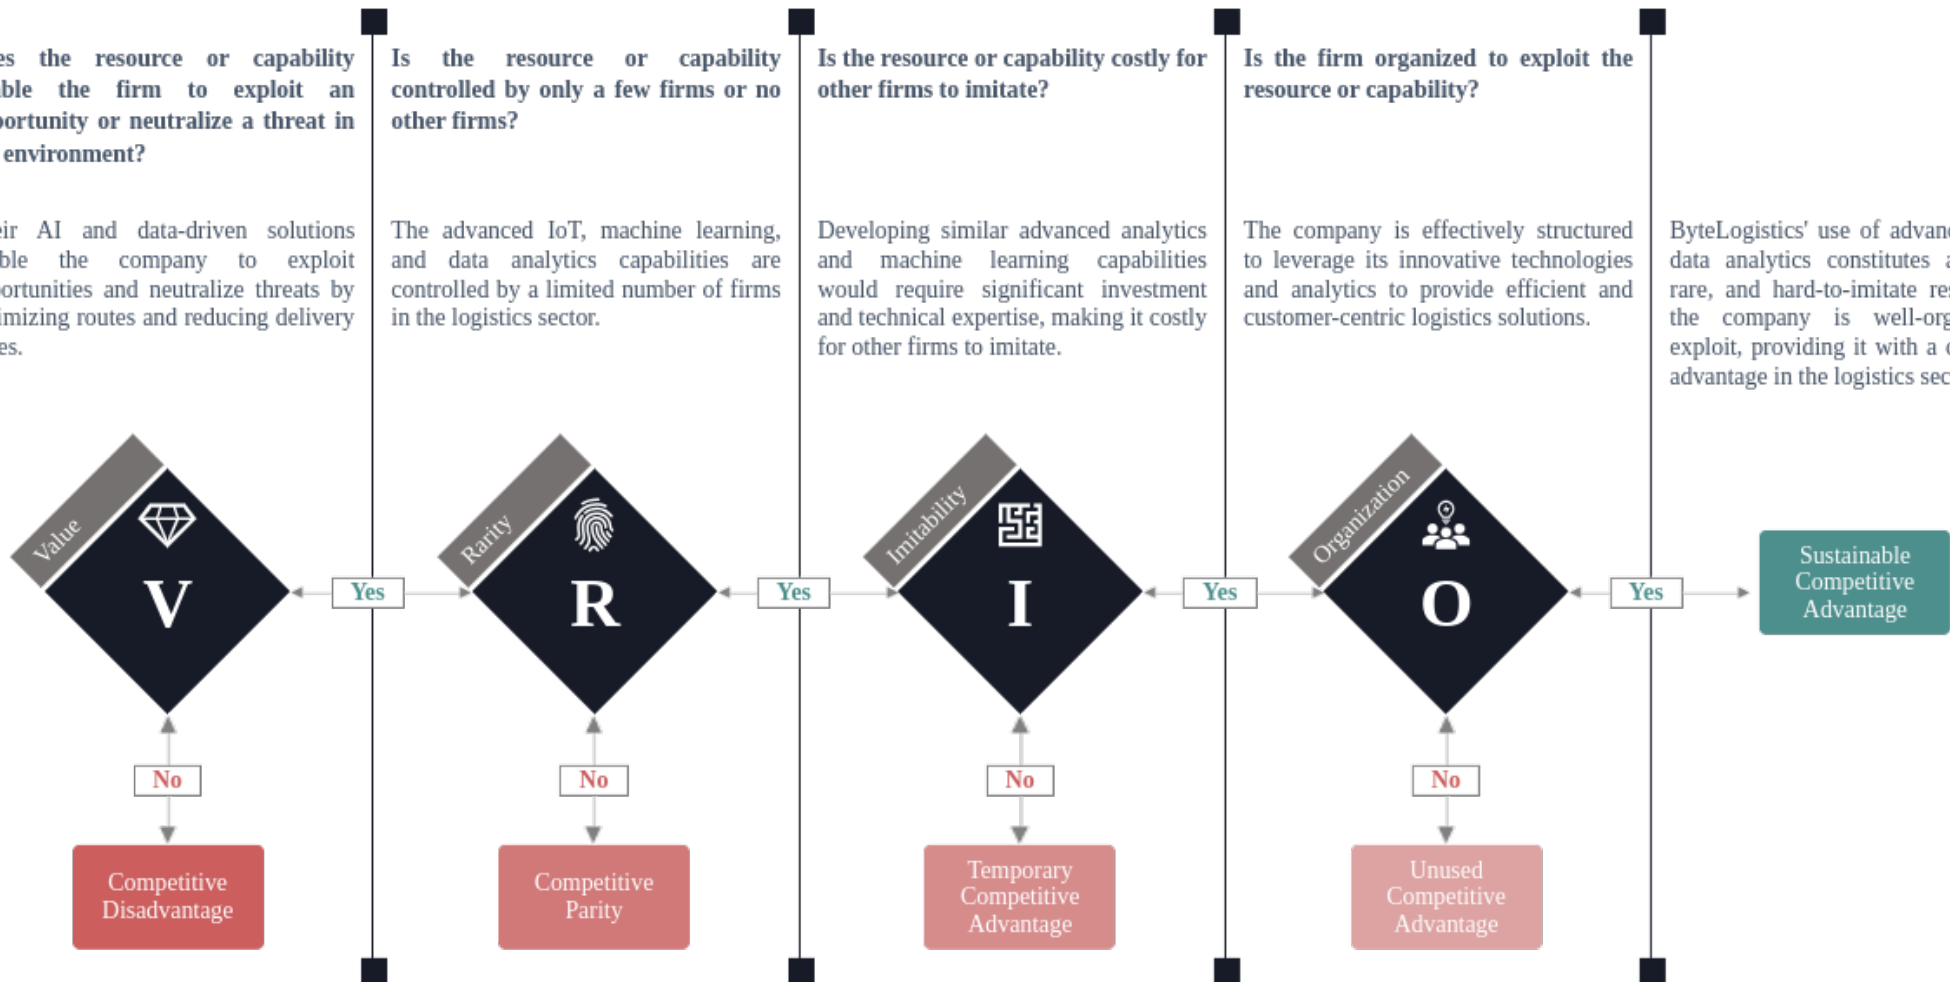 the resource or capability
the firm to exploit an
or neutralize a threat in
environment?
AI and data-driven solutions
the company to exploit
and neutralize threats by
routes and reducing delivery
Value
V
Yes
No
Competitive
Disadvantage
Is the resource or capability
controlled by only a few firms or no
other firms?
The advanced IoT, machine learning,
and data analytics capabilities are
controlled by a limited number of firms
in the logistics sector.
Rarity
R
Yes
No
Competitive
Parity
Is the resource or capability costly for
other firms to imitate?
Developing similar advanced analytics
and machine learning capabilities
would require significant investment
and technical expertise, making it costly
for other firms to imitate.
Imitability
I
Yes
No
Temporary
Competitive
Advantage
Is the firm organized to exploit the
resource or capability?
The company is effectively structured
to leverage its innovative technologies
and analytics to provide efficient and
customer-centric logistics solutions.
Organization
O
Yes
No
Unused
Competitive
Advantage
ByteLogistics' use of
data analytics constitutes
rare, and hard-to-imitate
the company is
exploit, providing it with a
advantage in the logistics
Sustainable
Competitive
Advantage